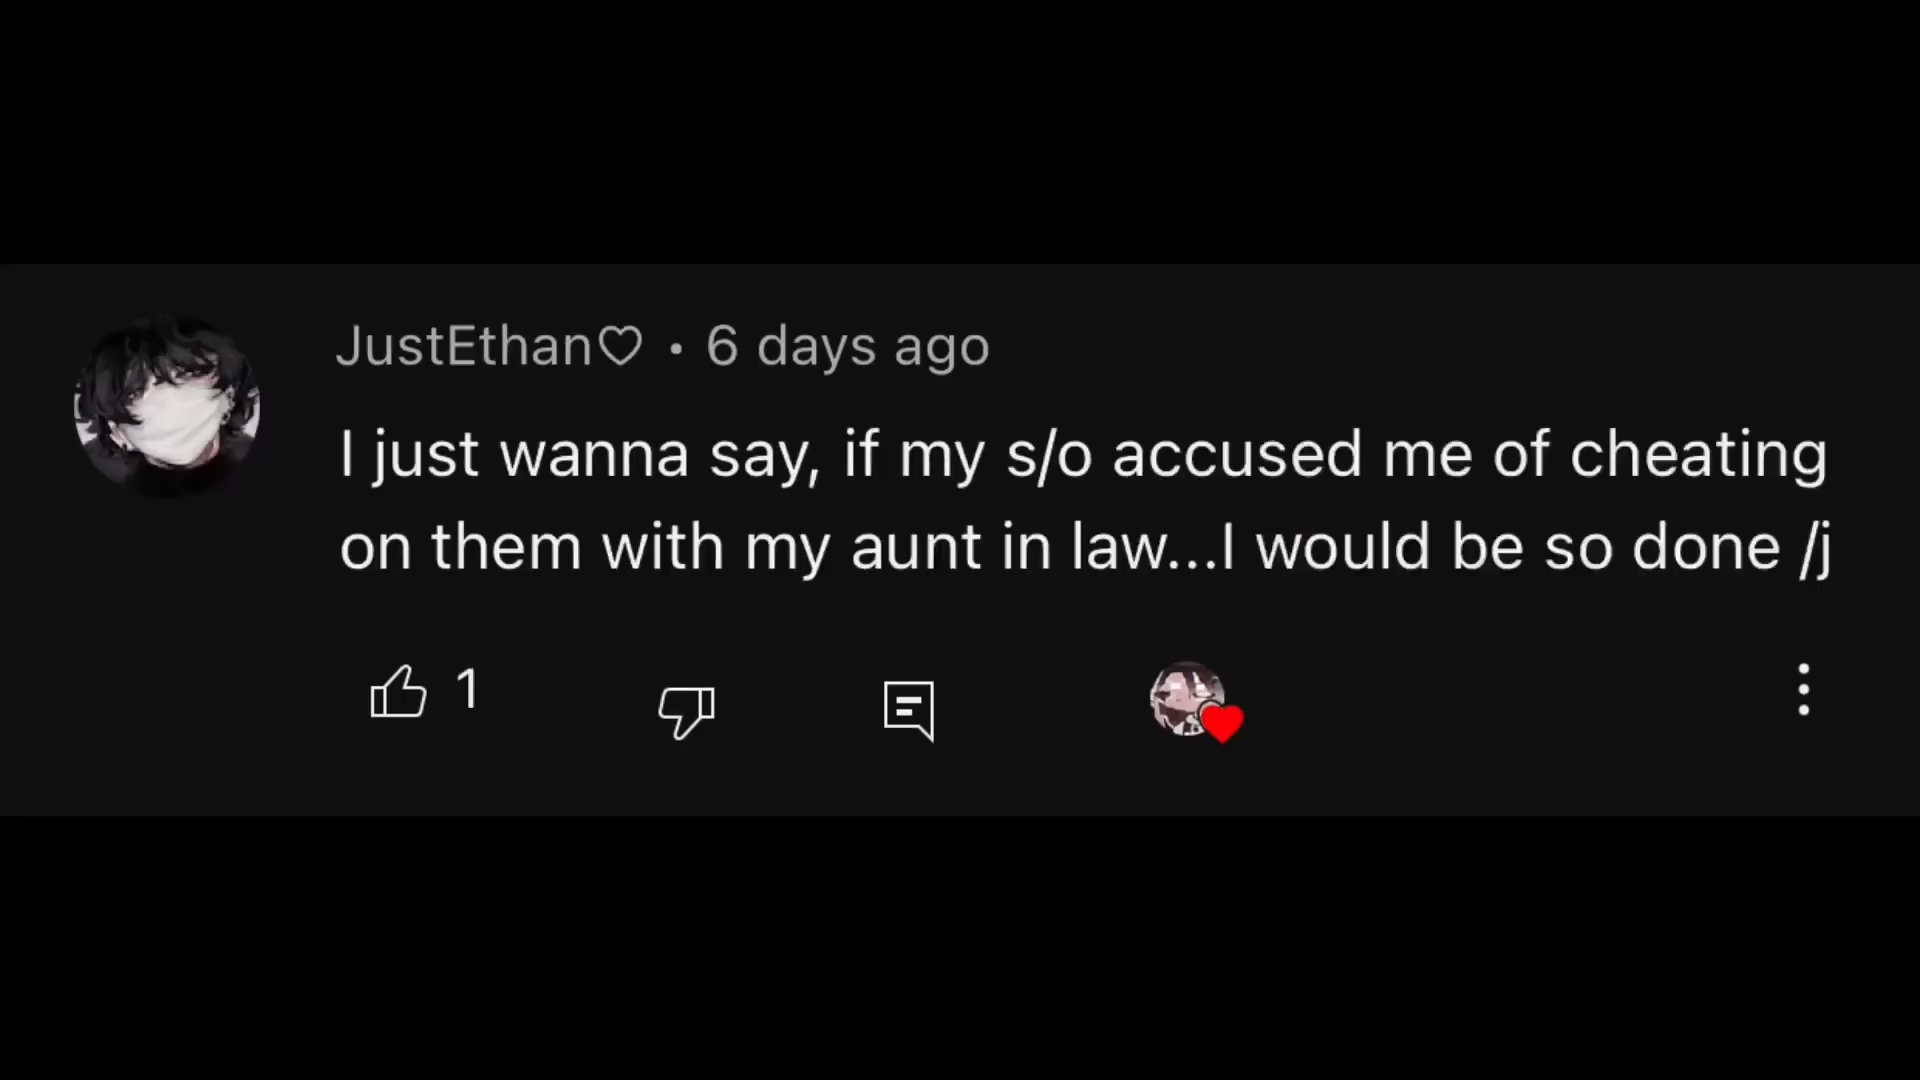 JustEthan♡ • 6 days ago
I just wanna say, if my s/o accused me of cheating
on them with my aunt in law...I would be so done /j
1